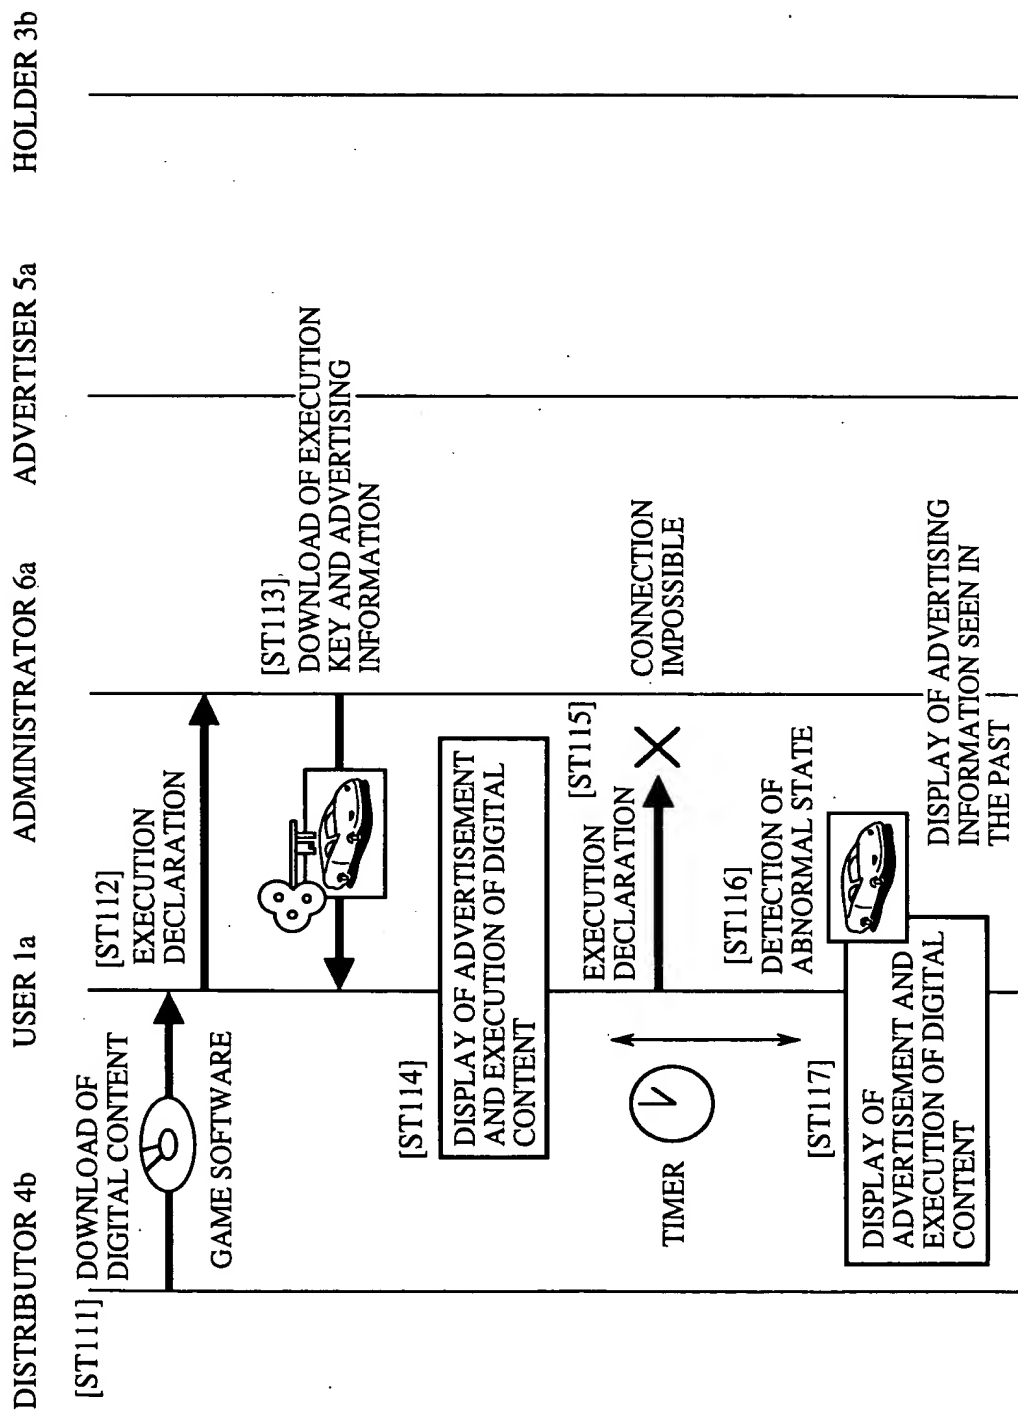 DISTRIBUTOR 4b
USER 1a
ADMINISTRATOR 6a
ADVERTISER 5a
HOLDER 3b
[ST111]
DOWNLOAD OF
DIGITAL CONTENT
GAME SOFTWARE
[ST112]
EXECUTION
DECLARATION
[ST113]
DOWNLOAD OF EXECUTION
KEY AND ADVERTISING
INFORMATION
[ST114]
DISPLAY OF ADVERTISEMENT
AND EXECUTION OF DIGITAL
CONTENT
[ST115]
EXECUTION
DECLARATION
CONNECTION
IMPOSSIBLE
TIMER
[ST116]
DETECTION OF
ABNORMAL STATE
[ST117]
DISPLAY OF
ADVERTISEMENT AND
EXECUTION OF DIGITAL
CONTENT
DISPLAY OF ADVERTISING
INFORMATION SEEN IN
THE PAST